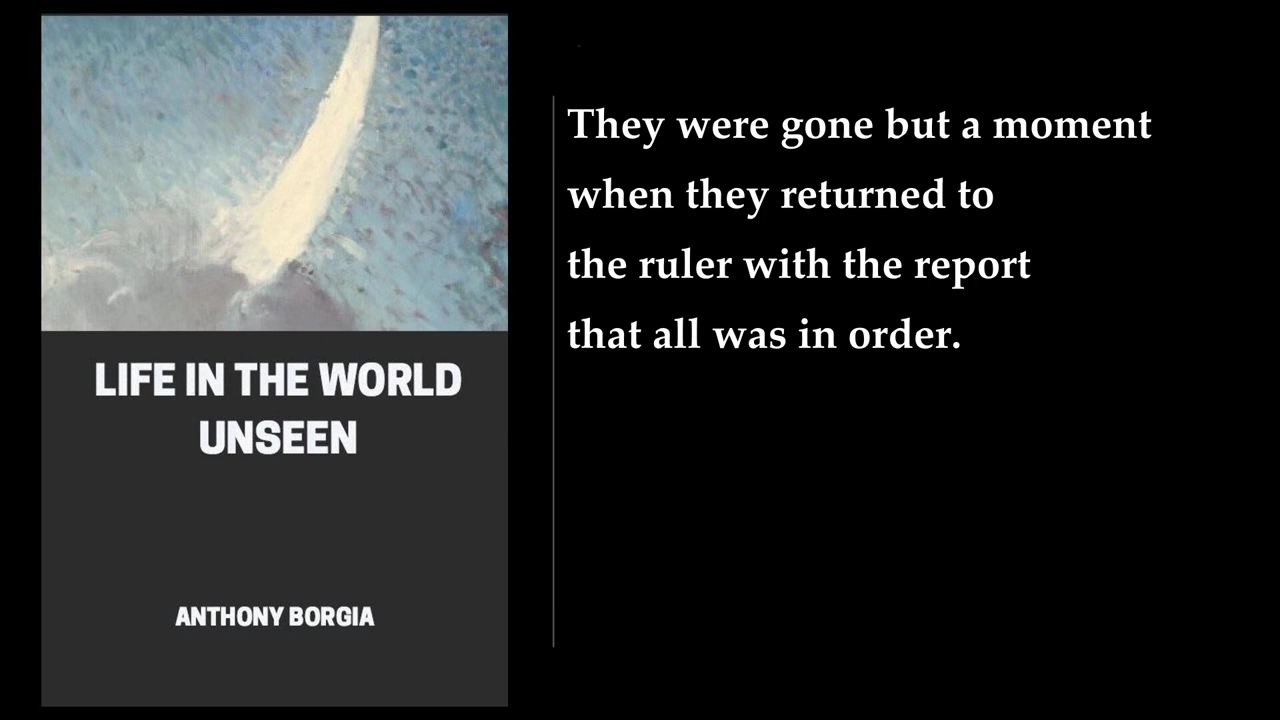 LIFE IN THE WORLD
UNSEEN
ANTHONY BORGIA
They were gone but a moment
when they returned to
the ruler with the report
that all was in order.